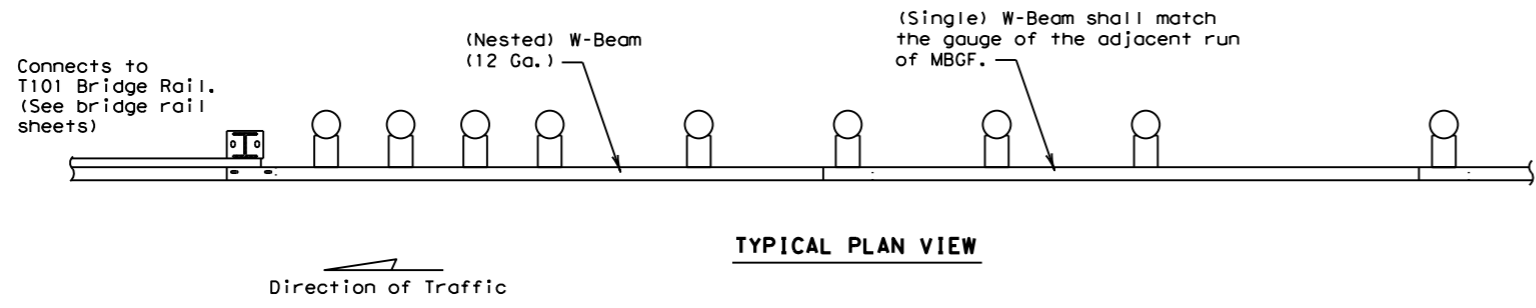 (Single) W-Beam shall match
the gauge of the adjacent run
of MBGF.
(Nested) W-Beam
(12 Ga.)
Connects to
T101 Bridge Rail.
(See bridge rail
sheets)
TYPICAL PLAN VIEW
Direction of Traffic